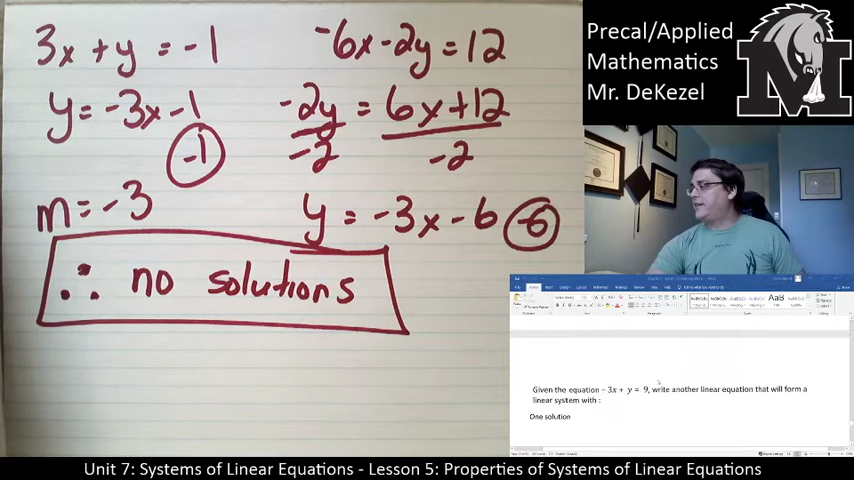 3x + y = -1
-6x - 2y = 12
y = -3x - 1
-2y = 6x + 12
-1
-2
-2
m = -3
y = -3x - 6
-6
∴ no solutions
Precal/Applied
Mathematics
Mr. DeKezel
M
Given the equation − 3x + y = 9, write another linear equation that will form a
linear system with :
One solution
Unit 7: Systems of Linear Equations - Lesson 5: Properties of Systems of Linear Equations